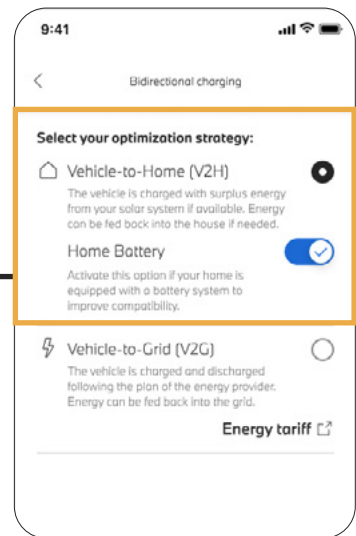 9:41
Bidirectional charging
Select your optimization strategy:
Vehicle-to-Home (V2H)
The vehicle is charged with surplus energy
from your solar system if available. Energy
can be fed back into the house if needed.
Home Battery
Activate this option if your home is
equipped with a battery system to
improve compatibility.
Vehicle-to-Grid (V2G)
The vehicle is charged and discharged
following the plan of the energy provider.
Energy can be fed back into the grid.
Energy tariff